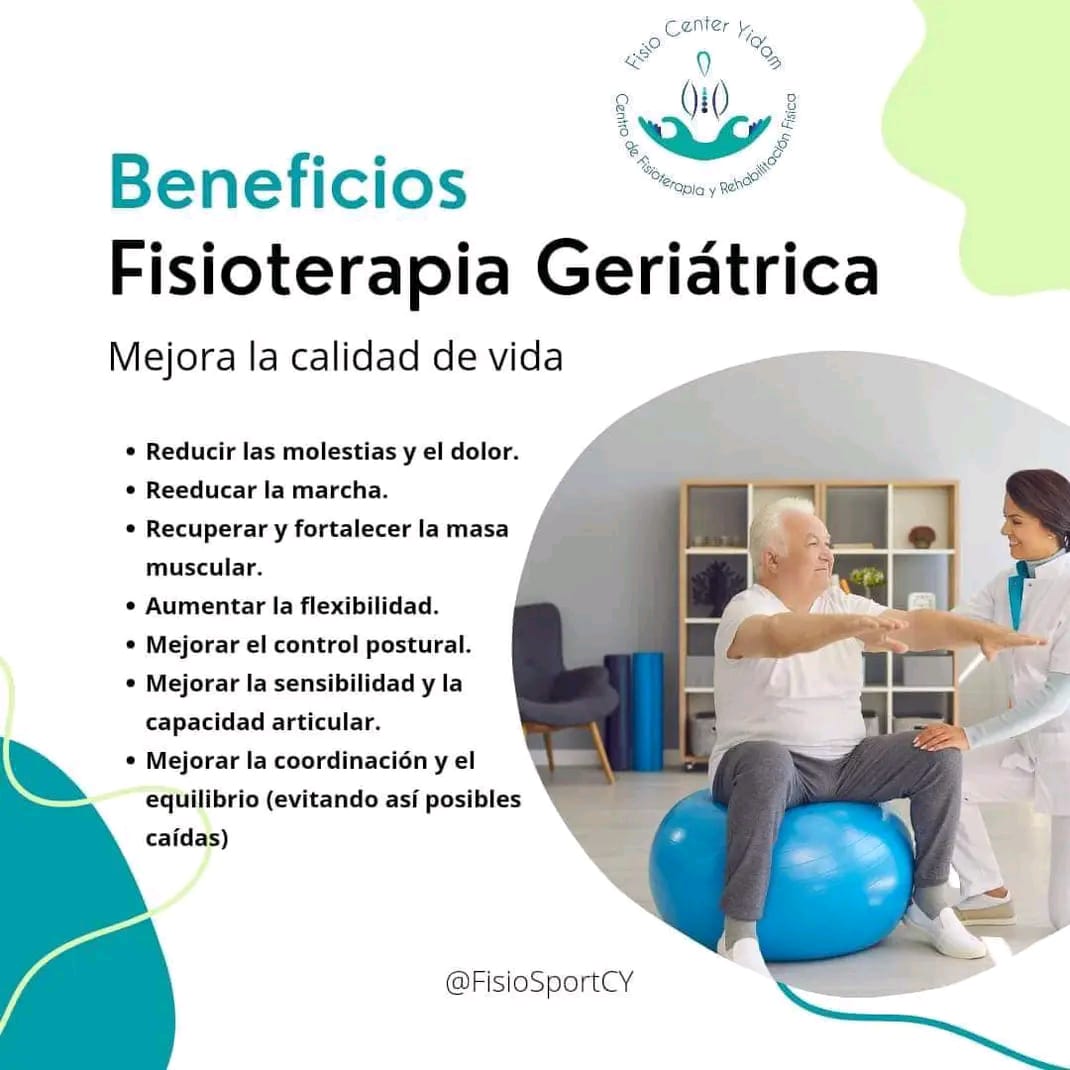 Fisio Center Yidam
Centro de Fisioterapia y Rehabilitación Física
Beneficios
Fisioterapia Geriátrica
Mejora la calidad de vida
• Reducir las molestias y el dolor.
• Reeducar la marcha.
• Recuperar y fortalecer la masa
muscular.
• Aumentar la flexibilidad.
• Mejorar el control postural.
• Mejorar la sensibilidad y la
capacidad articular.
• Mejorar la coordinación y el
equilibrio (evitando así posibles
caídas)
@FisioSportCY